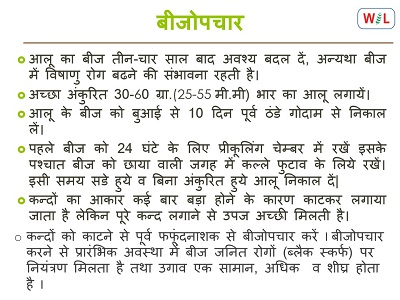 बीजोपचार
WIL
आलू का बीज तीन-चार साल बाद अवश्य बदल दें, अन्यथा बीज
में विषाणु रोग बढने की संभावना रहती है।
अच्छा अंकुरित 30-60 ग्रा.(25-55 मी.मी) भार का आलू लगायें।
आलू के बीज को बुआई से 10 दिन पूर्व ठंडे गोदाम से निकाल
लें।
पहले बीज को 24 घंटे के लिए प्रीकूलिंग चेम्बर में रखें इसके
पश्चात बीज को छाया वाली जगह में कल्ले फुटाव के लिये रखें।
इसी समय सडे हुये व बिना अंकुरित हुये आलू निकाल दें|
कन्दों का आकार कई बार बड़ा होने के कारण काटकर लगाया
जाता है लेकिन पूरे कन्द लगाने से उपज अच्छी मिलती है।
कन्दों को काटने से पूर्व फफूंदनाशक से बीजोपचार करें । बीजोपचार
करने से प्रारंभिक अवस्था में बीज जनित रोगों (ब्लैक स्कर्फ) पर
नियंत्रण मिलता है तथा उगाव एक सामान, अधिक व शीघ्र होता
है ।